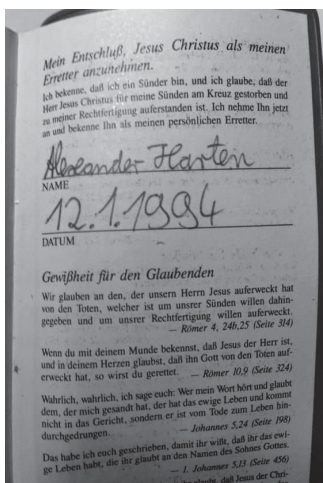 Mein Entschluß, Jesus Christus als meinen
Erretter anzunehmen.
Ich bekenne, daß ich ein Sünder bin, und ich glaube, daß der
Herr Jesus Christus für meine Sünden am Kreuz gestorben und
zu meiner Rechtfertigung auferstanden ist. Ich nehme Ihn jetzt
an und bekenne Ihn als meinen persönlichen Erretter.
Alexander Harten
NAME
12.1.1994
DATUM
Gewißheit für den Glaubenden
Wir glauben an den, der unsern Herrn Jesus auferweckt hat
von den Toten, welcher ist um unsrer Sünden willen dahin-
gegeben und um unsrer Rechtfertigung willen auferweckt.
— Römer 4, 24b,25 (Seite 314)
Wenn du mit deinem Munde bekennst, daß Jesus der Herr ist,
und in deinem Herzen glaubst, daß ihn Gott von den Toten auf-
erweckt hat, so wirst du gerettet. — Römer 10,9 (Seite 324)
Wahrlich, wahrlich, ich sage euch: Wer mein Wort hört und glaubt
dem, der mich gesandt hat, der hat das ewige Leben und kommt
nicht in das Gericht, sondern er ist vom Tode zum Leben hin-
durchgedrungen. — Johannes 5,24 (Seite 198)
Das habe ich euch geschrieben, damit ihr wißt, daß ihr das ewi-
ge Leben habt, die ihr glaubt an den Namen des Sohnes Gottes.
— 1. Johannes 5,13 (Seite 456)
glaubt, daß Jesus der Chri-